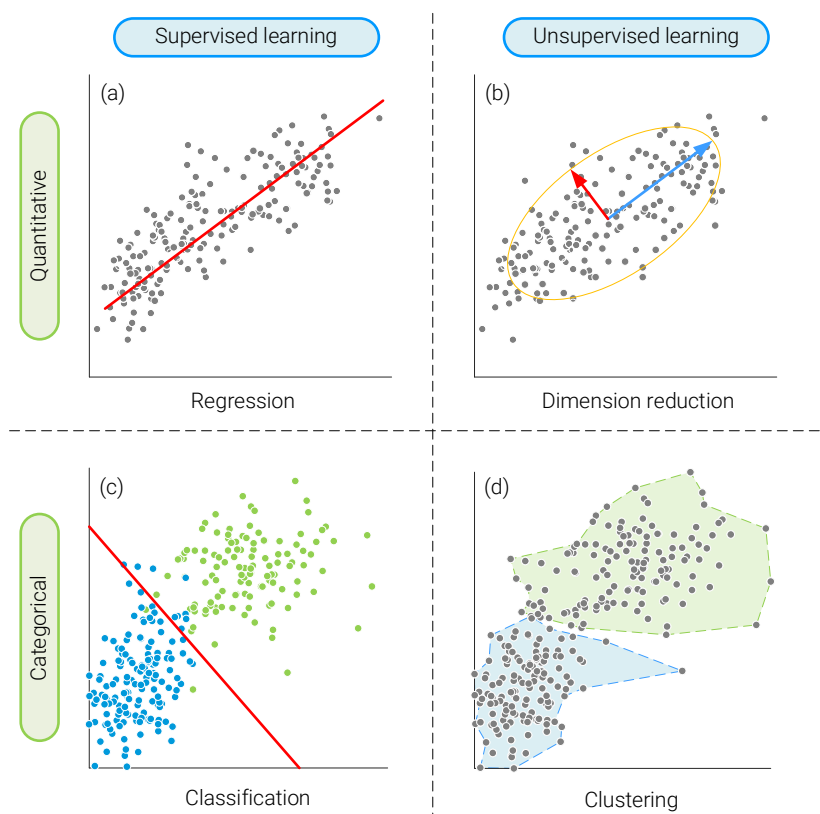 Supervised learning
Unsupervised learning
Quantitative
(a)
(b)
Regression
Dimension reduction
Categorical
(c)
(d)
Classification
Clustering